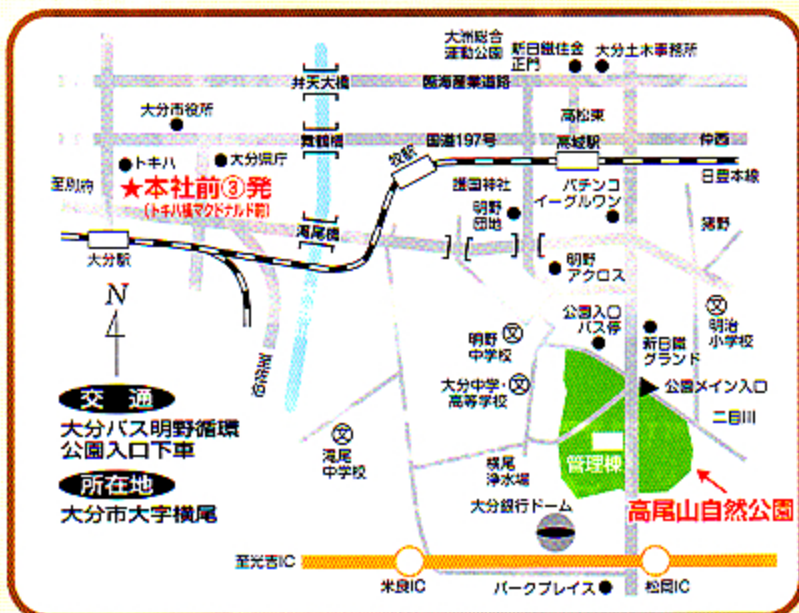 大洲総合
運動公園
新日鐵住金
正門
大分土木事務所
弁天大橋
臨海産業道路
大分市役所
高松東
舞鶴橋
国道197号
高城駅
仲西
トキハ
大分県庁
牧駅
至別府
★本社前③発
(トキハ横マクドナルド前)
護国神社
パチンコ
イーグルワン
日豊本線
明野
団地
滝尾橋
猪野
大分駅
明野
アクロス
N
公園入口
バス停
明野
中学校
文
新日鐵
グランド
文
明治
小学校
至佐伯
交通
大分バス明野循環
公園入口下車
大分中学・
高等学校
文
公園メイン入口
二目川
文
滝尾
中学校
横尾
浄水場
管理棟
所在地
大分市大字横尾
大分銀行ドーム
高尾山自然公園
至光吉IC
米良IC
パークプレイス
松岡IC